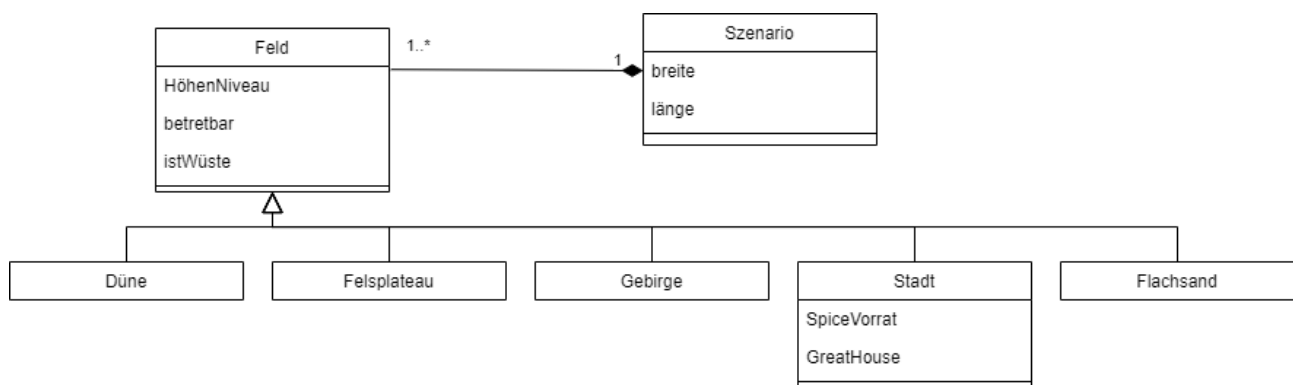 Feld
HöhenNiveau
betretbar
istWüste
1..*
1
Szenario
breite
länge
Düne
Felsplateau
Gebirge
Stadt
SpiceVorrat
GreatHouse
Flachsand